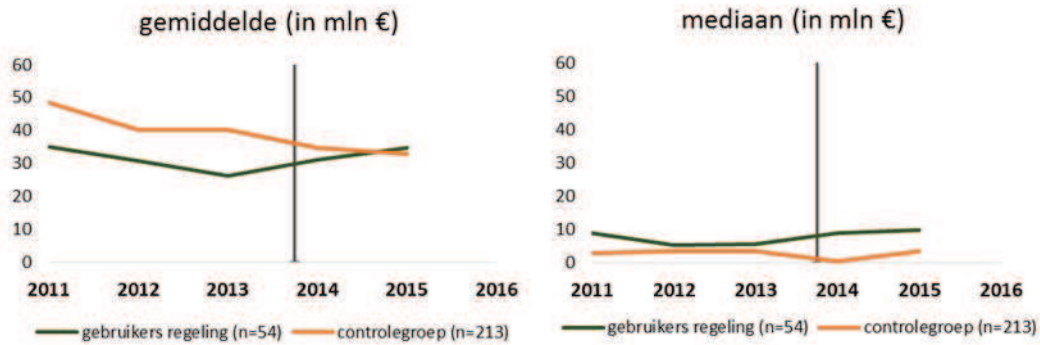 gemiddelde (in mln €)
60
50
40
30
20
10
0
2011 2012 2013 2014 2015 2016
gebruikers regeling (n=54) controlegroep (n=213)
mediaan (in mln €)
60
50
40
30
20
10
0
2011 2012 2013 2014 2015 2016
gebruikers regeling (n=54) controlegroep (n=213)